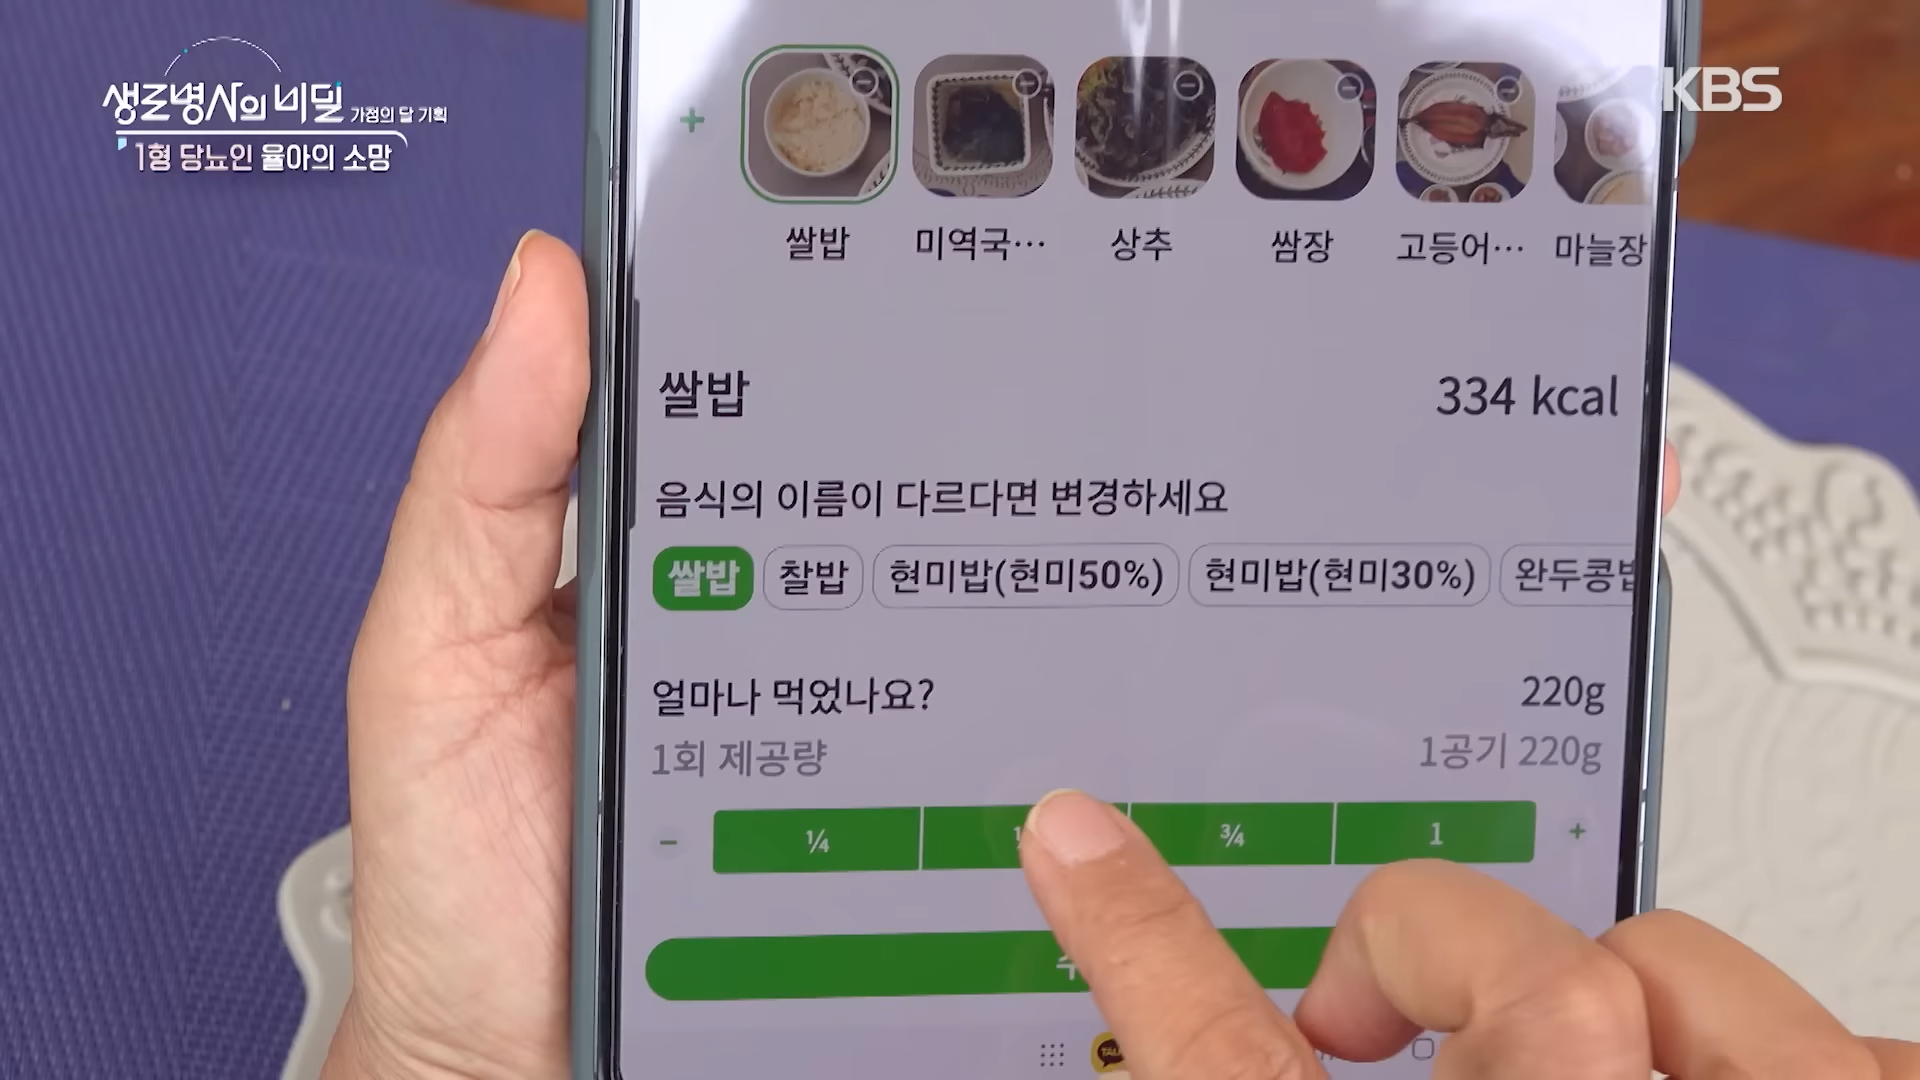 생로병사의 비밀 가정의 달 기획
1형 당뇨인 율아의 소망
KBS
+
쌀밥 미역국… 상추 쌈장 고등어… 마늘장
쌀밥 334 kcal
음식의 이름이 다르다면 변경하세요
쌀밥 찰밥 현미밥(현미50%) 현미밥(현미30%) 완두콩밥
얼마나 먹었나요? 220g
1회 제공량 1공기 220g
- ¼ ¾ 1 +